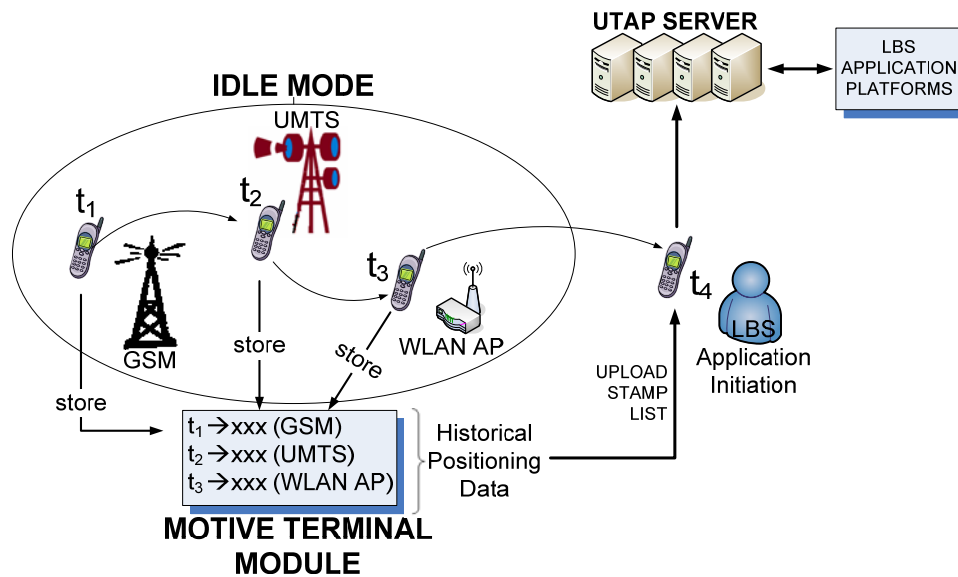 UTAP SERVER
LBS
APPLICATION
PLATFORMS
IDLE MODE
UMTS
t1
t2
t3
t4
GSM
WLAN AP
LBS
Application
Initiation
store
store
store
UPLOAD
STAMP
LIST
t1 →xxx (GSM)
t2 →xxx (UMTS)
t3 →xxx (WLAN AP)
Historical
Positioning
Data
MOTIVE TERMINAL
MODULE